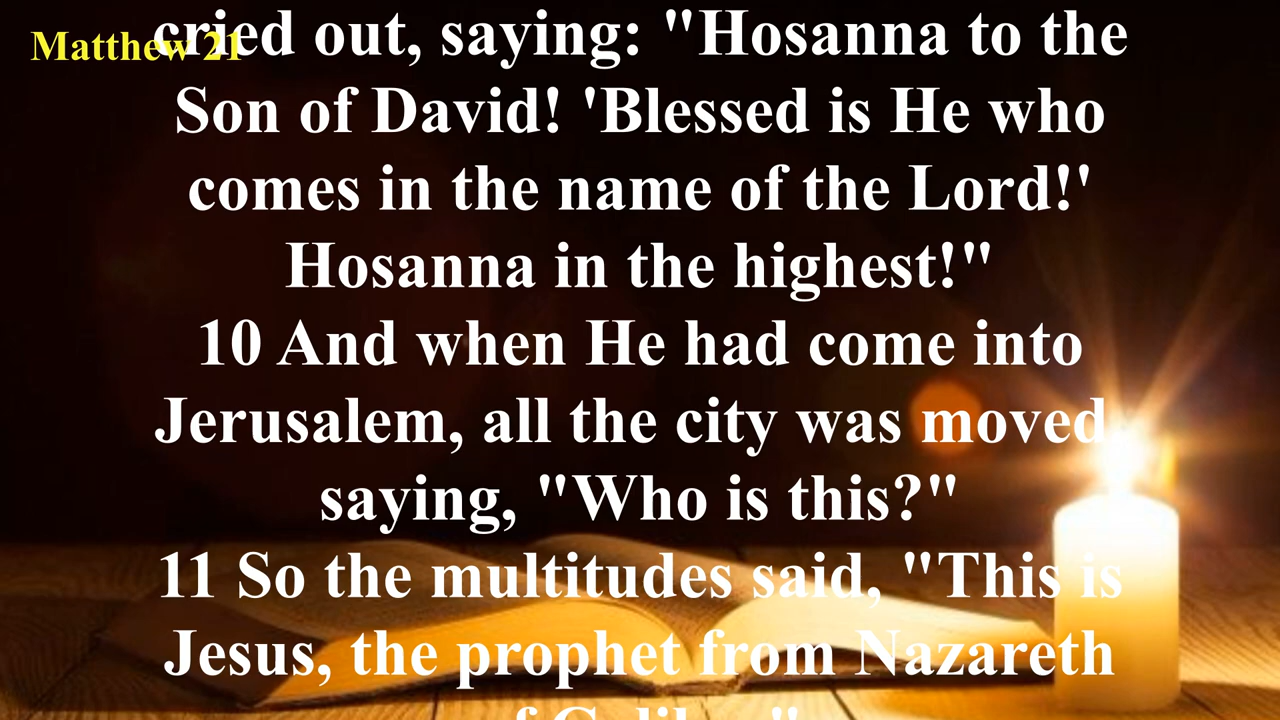 Matthew 21
cried out, saying: "Hosanna to the
Son of David! 'Blessed is He who
comes in the name of the Lord!'
Hosanna in the highest!"
10 And when He had come into
Jerusalem, all the city was moved,
saying, "Who is this?"
11 So the multitudes said, "This is
Jesus, the prophet from Nazareth